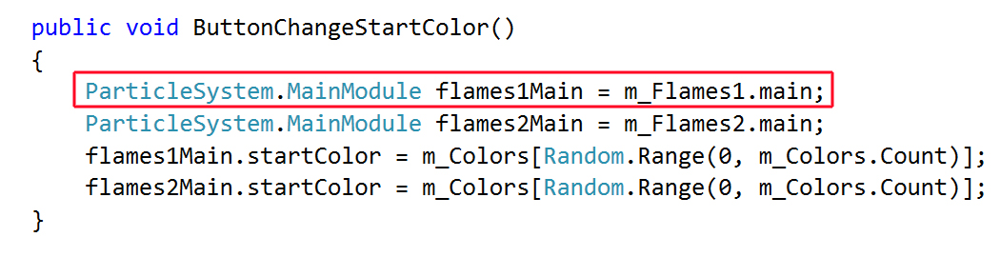 public void ButtonChangeStartColor()
{
    ParticleSystem.MainModule flames1Main = m_Flames1.main;
    ParticleSystem.MainModule flames2Main = m_Flames2.main;
    flames1Main.startColor = m_Colors[Random.Range(0, m_Colors.Count)];
    flames2Main.startColor = m_Colors[Random.Range(0, m_Colors.Count)];
}